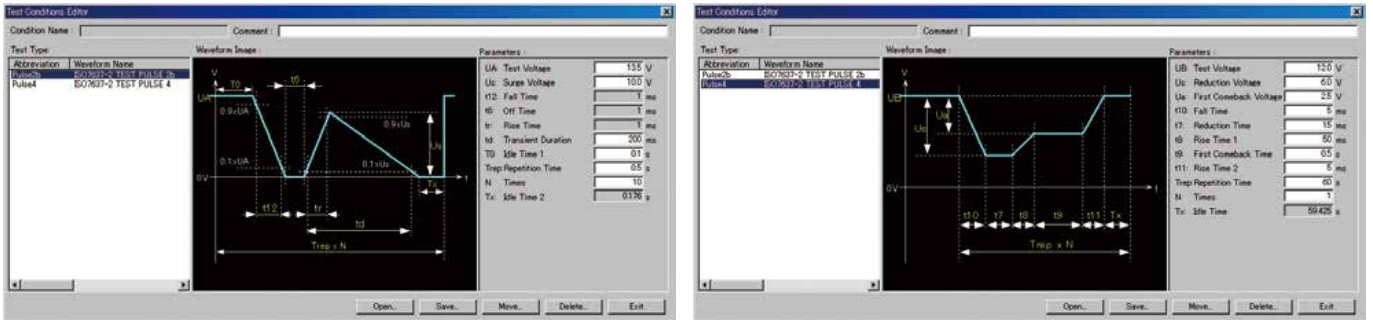 Test Conditions Editor
Condition Name :
Comment :
Test Type
Waveform Image :
Parameters :
Abbreviation Waveform Name
Pulse2b ISO7637-2 TEST PULSE 2b
Pulse4 ISO7637-2 TEST PULSE 4
V
T0
t6
UA
0.9xUA
0.9xUs
Us
0.1xUA
0.1xUs
0V
t
Tx
t12
tr
td
Trep x N
UA: Test Voltage 13.5 V
Us: Surge Voltage 10.0 V
t12: Fall Time 1 ms
t6: Off Time 1 ms
tr: Rise Time 1 ms
td: Transient Duration 200 ms
T0: Idle Time 1 0.1 s
Trep: Repetition Time 0.5 s
N Times 10
Tx: Idle Time 2 0.176 s
Open... Save... Move... Delete... Exit
Test Conditions Editor
Condition Name :
Comment :
Test Type
Waveform Image :
Parameters :
Abbreviation Waveform Name
Pulse2b ISO7637-2 TEST PULSE 2b
Pulse4 ISO7637-2 TEST PULSE 4
V
UB
Us
Ua
0V
t
t10 t7 t8 t9 t11 Tx
Trep x N
UB: Test Voltage 12.0 V
Us: Reduction Voltage 6.0 V
Ua: First Comeback Voltage 2.5 V
t10: Fall Time 5 ms
t7: Reduction Time 15 ms
t8: Rise Time 1 50 ms
t9: First Comeback Time 0.5 s
t11: Rise Time 2 5 ms
Trep: Repetition Time 60 s
N Times 1
Tx: Idle Time 59.425 s
Open... Save... Move... Delete... Exit